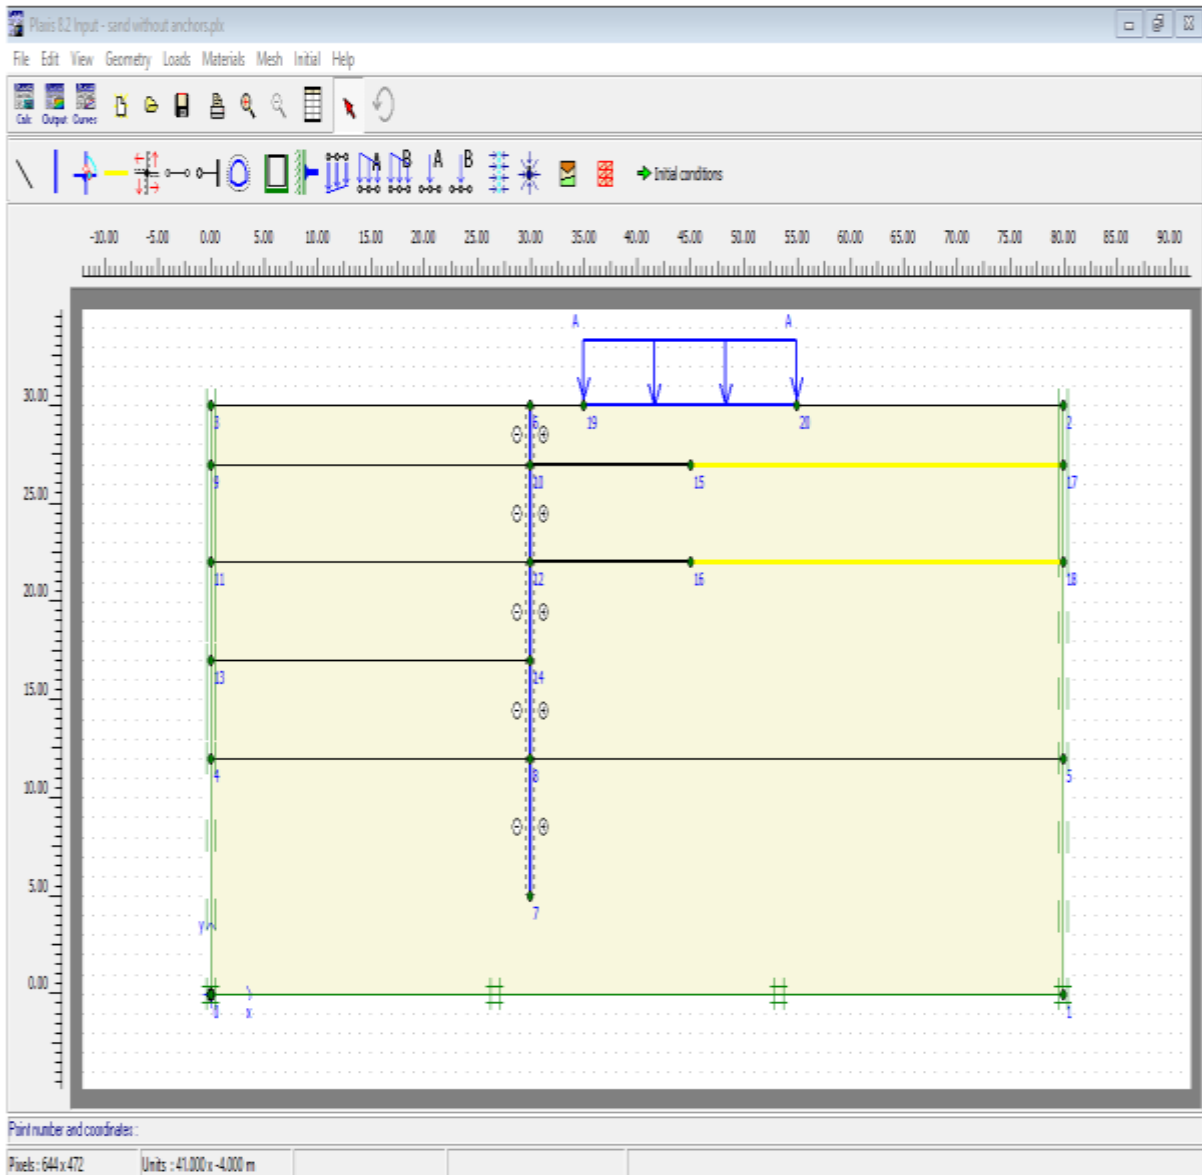 Plaxis 8.2 Input - sand without anchors.plx
File Edit View Geometry Loads Materials Mesh Initial Help
Calc Output Curves
A B A B Initial conditions
-10.00 -5.00 0.00 5.00 10.00 15.00 20.00 25.00 30.00 35.00 40.00 45.00 50.00 55.00 60.00 65.00 70.00 75.00 80.00 85.00 90.00
A A
30.00
3 6 19 20 2
9 10 15 17
25.00
11 12 16 18
20.00
13 14
15.00
4 8 5
10.00
5.00
7
y
0.00
0 x 1
Point number and coordinates :
Pixels : 644 x 472 Units : 41.000 x -4.000 m